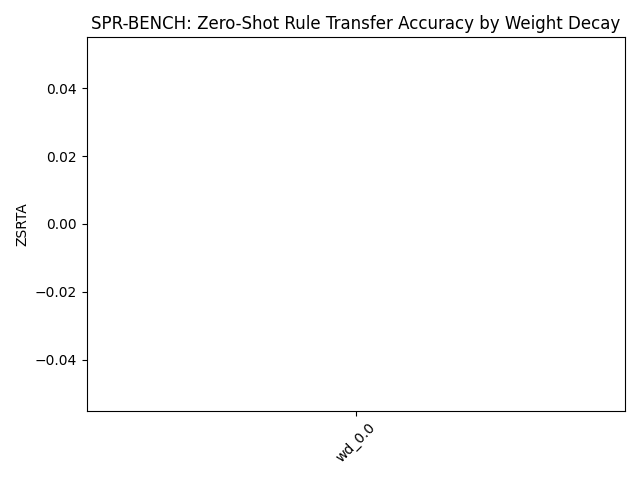 SPR-BENCH: Zero-Shot Rule Transfer Accuracy by Weight Decay
ZSRTA
0.04
0.02
0.00
−0.02
−0.04
wd_0.0